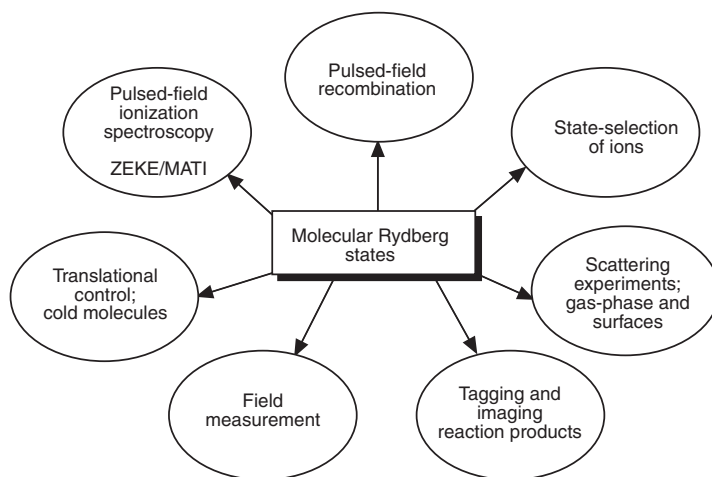 Pulsed-field
recombination
Pulsed-field
ionization
spectroscopy
ZEKE/MATI
State-selection
of ions
Molecular Rydberg
states
Translational
control;
cold molecules
Scattering
experiments;
gas-phase and
surfaces
Field
measurement
Tagging and
imaging
reaction products